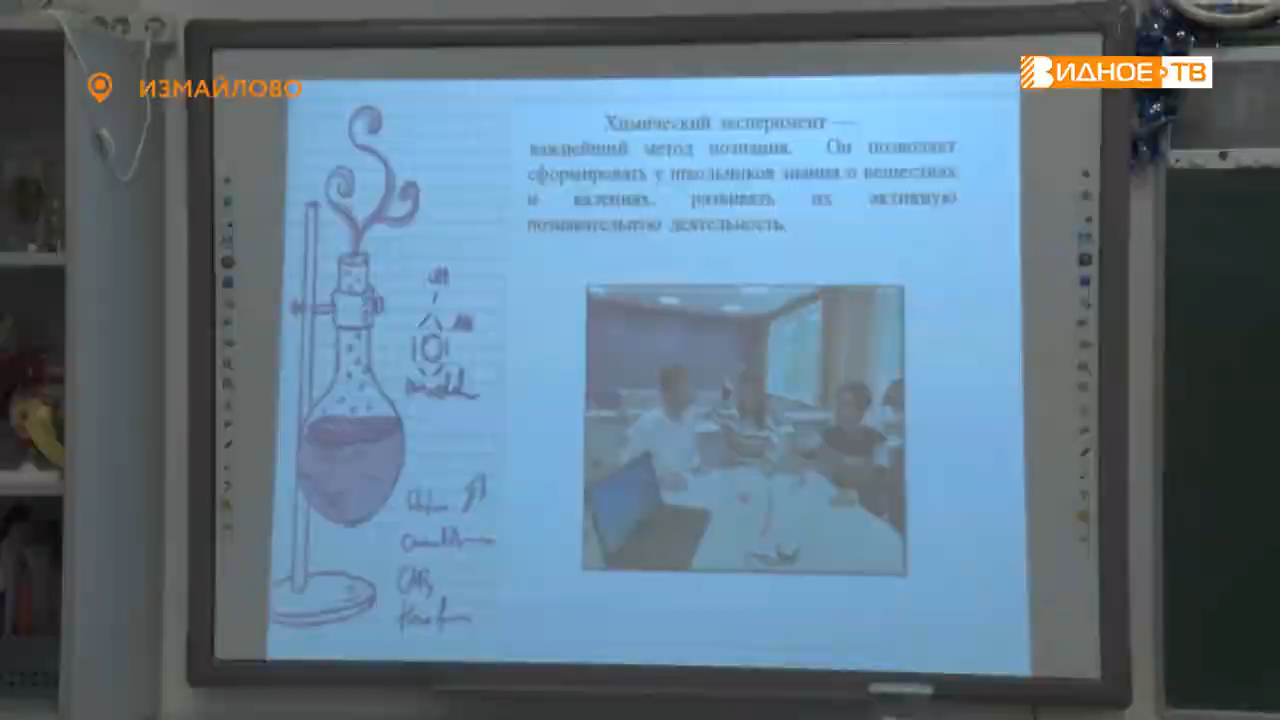 ИЗМАЙЛОВО
ВИДНОЕ ТВ
Химический эксперимент —
важнейший метод познания. Он позволяет
сформировать у школьников знания о веществах
и явлениях, развивать их активную
познавательную деятельность.